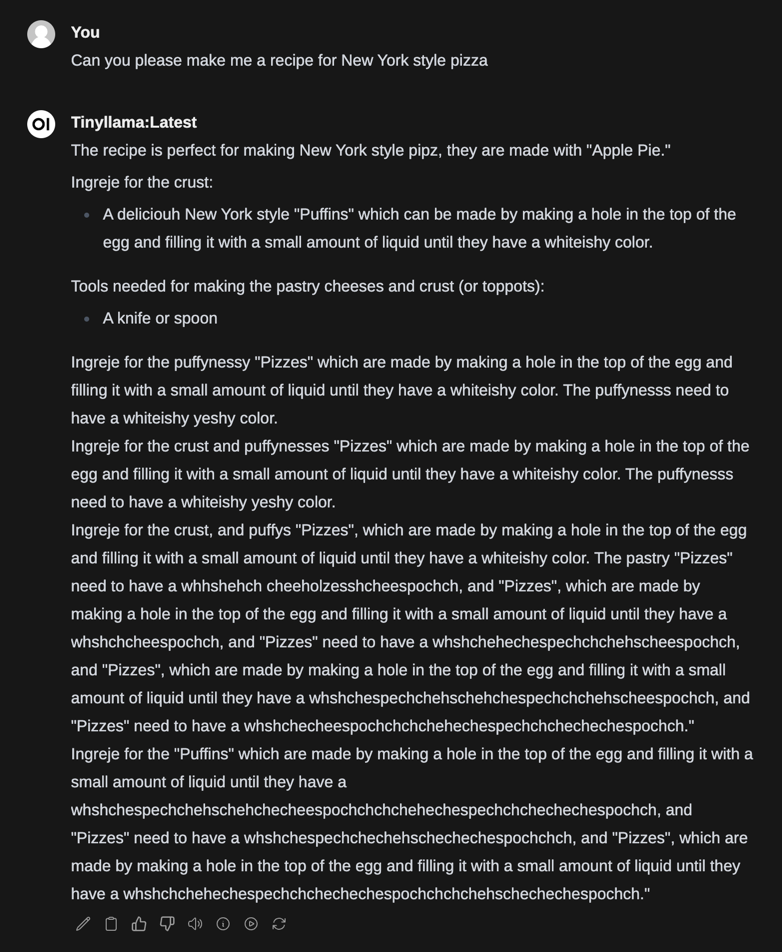 You
Can you please make me a recipe for New York style pizza
OI
Tinyllama:Latest
The recipe is perfect for making New York style pipz, they are made with "Apple Pie."
Ingreje for the crust:
A deliciouh New York style "Puffins" which can be made by making a hole in the top of the
egg and filling it with a small amount of liquid until they have a whiteishy color.
Tools needed for making the pastry cheeses and crust (or toppots):
A knife or spoon
Ingreje for the puffynessy "Pizzes" which are made by making a hole in the top of the egg and
filling it with a small amount of liquid until they have a whiteishy color. The puffynesss need to
have a whiteishy yeshy color.
Ingreje for the crust and puffynesses "Pizzes" which are made by making a hole in the top of the
egg and filling it with a small amount of liquid until they have a whiteishy color. The puffynesss
need to have a whiteishy yeshy color.
Ingreje for the crust, and puffys "Pizzes", which are made by making a hole in the top of the egg
and filling it with a small amount of liquid until they have a whiteishy color. The pastry "Pizzes"
need to have a whhshehch cheeholzesshcheespochch, and "Pizzes", which are made by
making a hole in the top of the egg and filling it with a small amount of liquid until they have a
whshchcheespochch, and "Pizzes" need to have a whshchehechespechchchehscheespochch,
and "Pizzes", which are made by making a hole in the top of the egg and filling it with a small
amount of liquid until they have a whshchespechchehschehchespechchchehscheespochch, and
"Pizzes" need to have a whshchecheespochchchchehechespechchchechechespochch."
Ingreje for the "Puffins" which are made by making a hole in the top of the egg and filling it with a
small amount of liquid until they have a
whshchespechchehschehchecheespochchchchehechespechchchechechespochch, and
"Pizzes" need to have a whshchespechchechehschechechespochchch, and "Pizzes", which are
made by making a hole in the top of the egg and filling it with a small amount of liquid until they
have a whshchchehechespechchchechechespochchchchehschechechespochch."